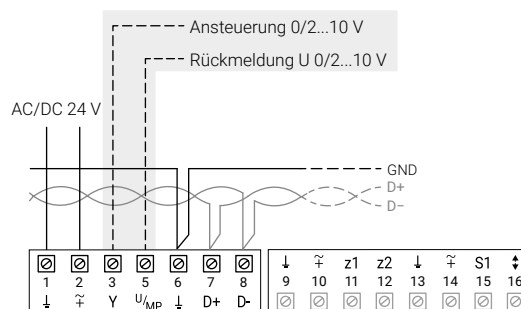 Ansteuerung 0/2...10 V
Rückmeldung U 0/2...10 V
AC/DC 24 V
GND
D+
D–
1 2 3 5 6 7 8
Y U/MP D+ D-
z1 z2 S1
9 10 11 12 13 14 15 16